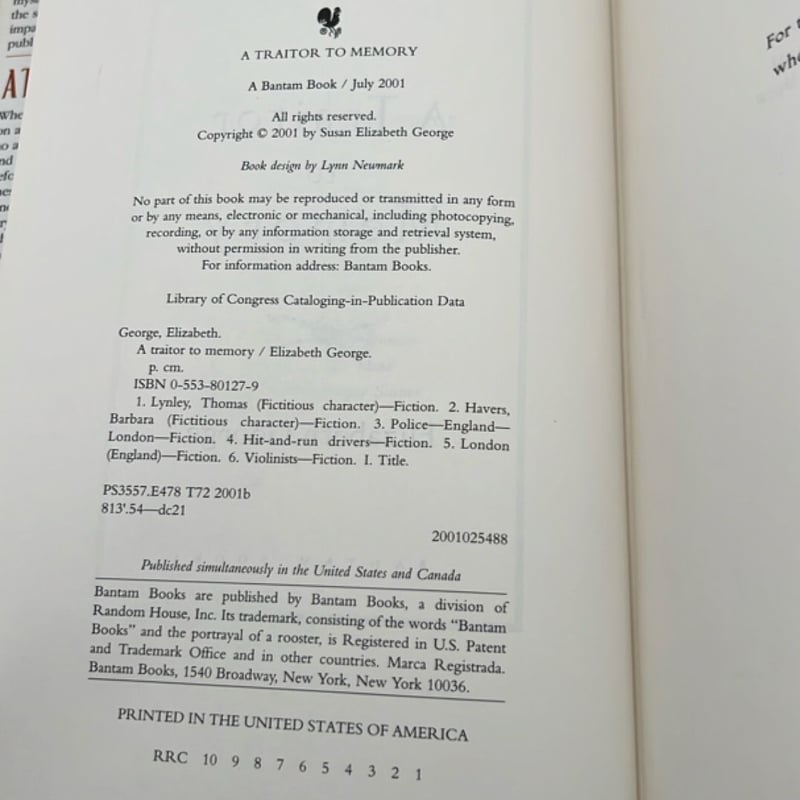 the s
impa
publ
AT
Whe
on a
A TRAITOR TO MEMORY
A Bantam Book / July 2001
All rights reserved.
Copyright © 2001 by Susan Elizabeth George
Book design by Lynn Newmark
No part of this book may be reproduced or transmitted in any form
or by any means, electronic or mechanical, including photocopying,
recording, or by any information storage and retrieval system,
without permission in writing from the publisher.
For information address: Bantam Books.
Library of Congress Cataloging-in-Publication Data
George, Elizabeth.
A traitor to memory / Elizabeth George.
p. cm.
ISBN 0-553-80127-9
1. Lynley, Thomas (Fictitious character)—Fiction. 2. Havers,
Barbara (Fictitious character)—Fiction. 3. Police—England—
London—Fiction. 4. Hit-and-run drivers—Fiction. 5. London
(England)—Fiction. 6. Violinists—Fiction. I. Title.
PS3557.E478 T72 2001b
813'.54—dc21
2001025488
Published simultaneously in the United States and Canada
Bantam Books are published by Bantam Books, a division of
Random House, Inc. Its trademark, consisting of the words “Bantam
Books” and the portrayal of a rooster, is Registered in U.S. Patent
and Trademark Office and in other countries. Marca Registrada.
Bantam Books, 1540 Broadway, New York, New York 10036.
PRINTED IN THE UNITED STATES OF AMERICA
RRC 10 9 8 7 6 5 4 3 2 1
For t
who